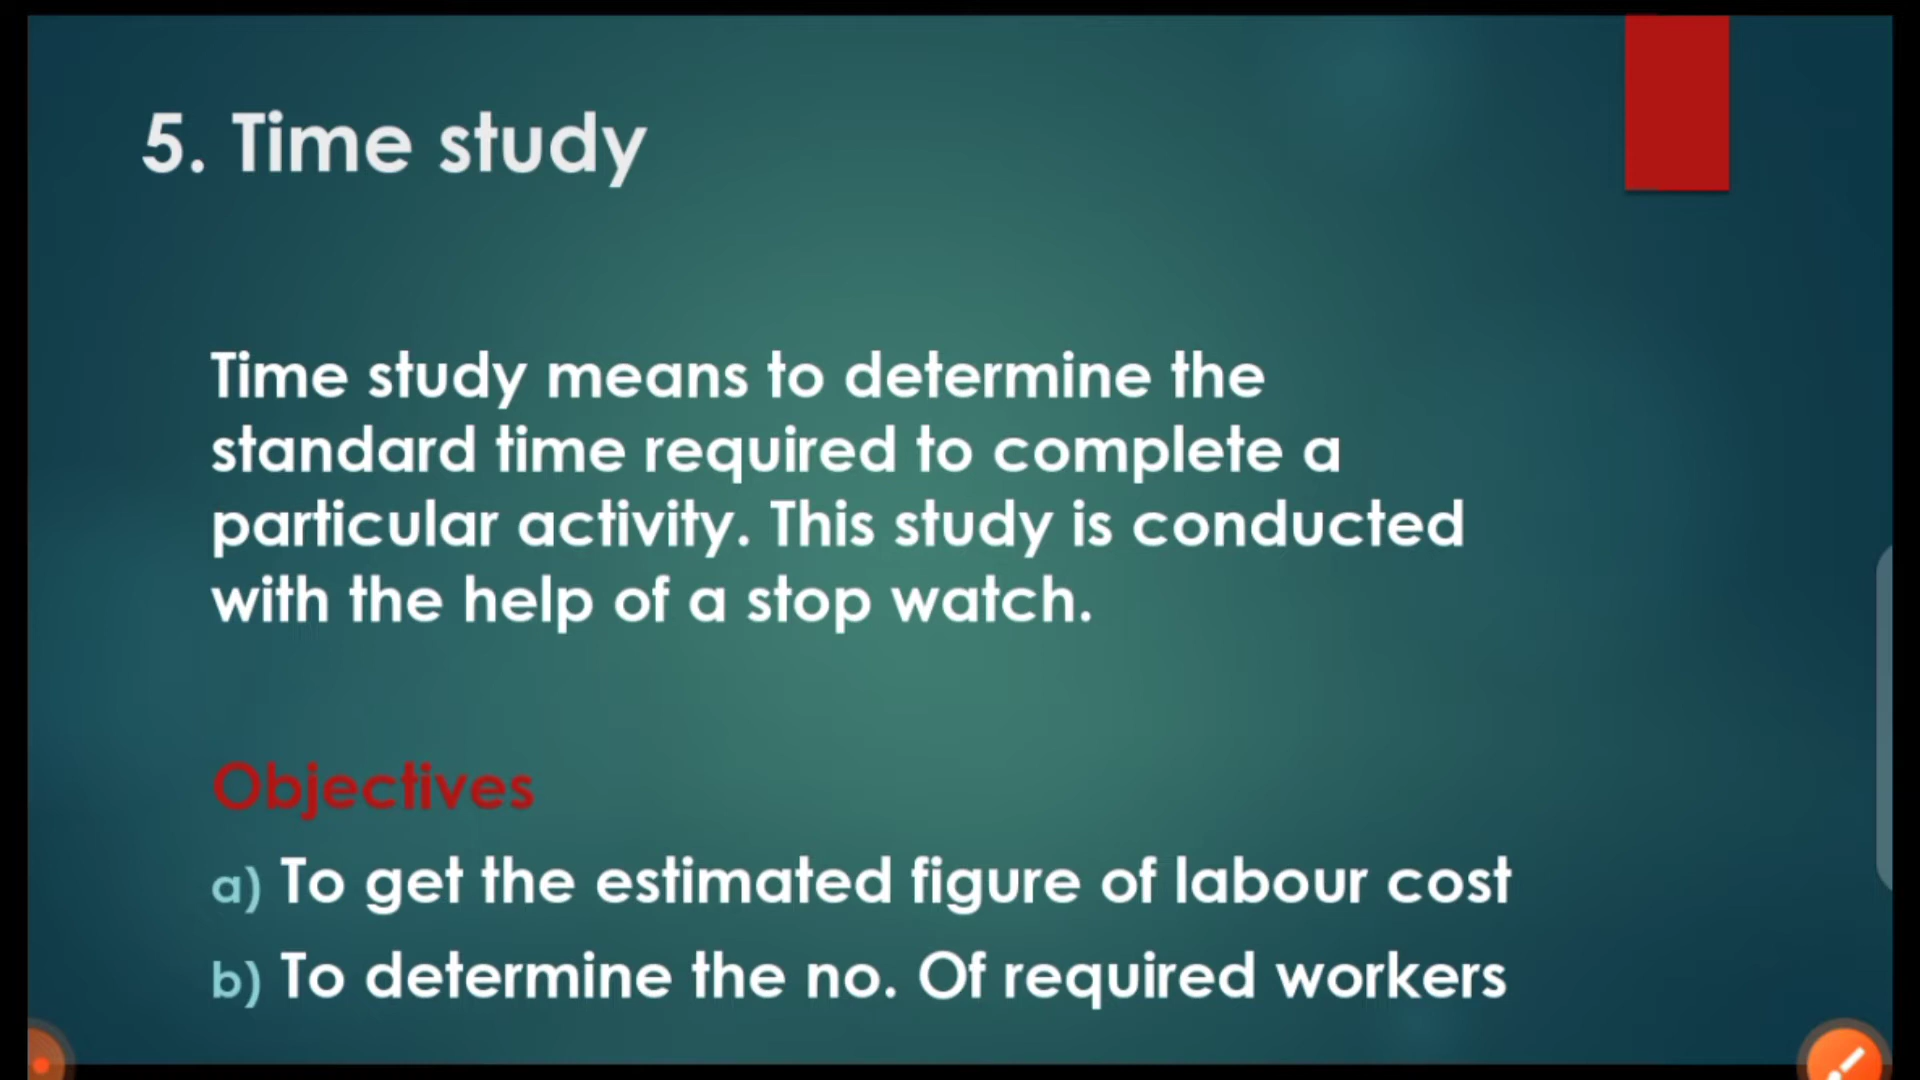 5. Time study
Time study means to determine the
standard time required to complete a
particular activity. This study is conducted
with the help of a stop watch.
Objectives
a) To get the estimated figure of labour cost
b) To determine the no. Of required workers